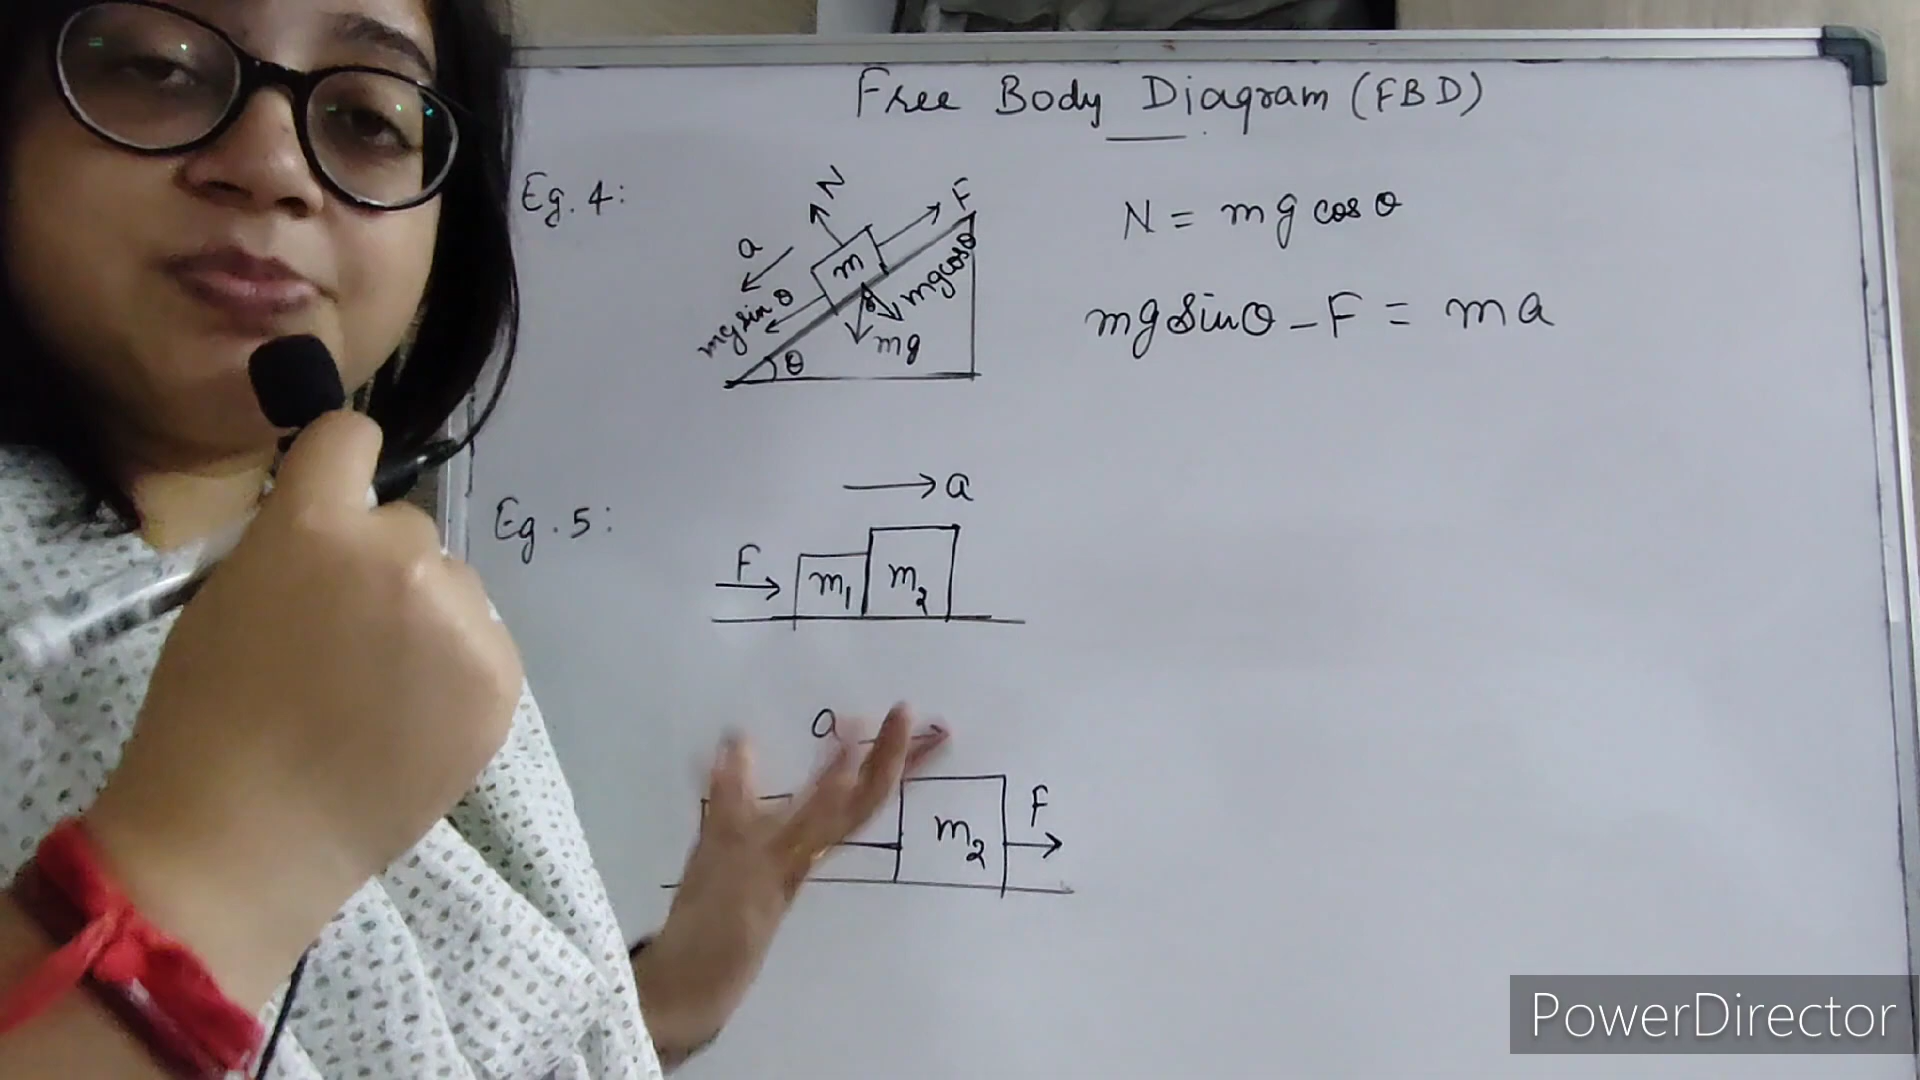 Free Body Diagram (FBD)
Eg. 4:
N
F
a
m
mg sin θ
mg cos θ
θ
mg
θ
N = mg cos θ
mg sin θ – F = ma
Eg. 5:
a
F
m₁
m₂
a
m₂
F
PowerDirector